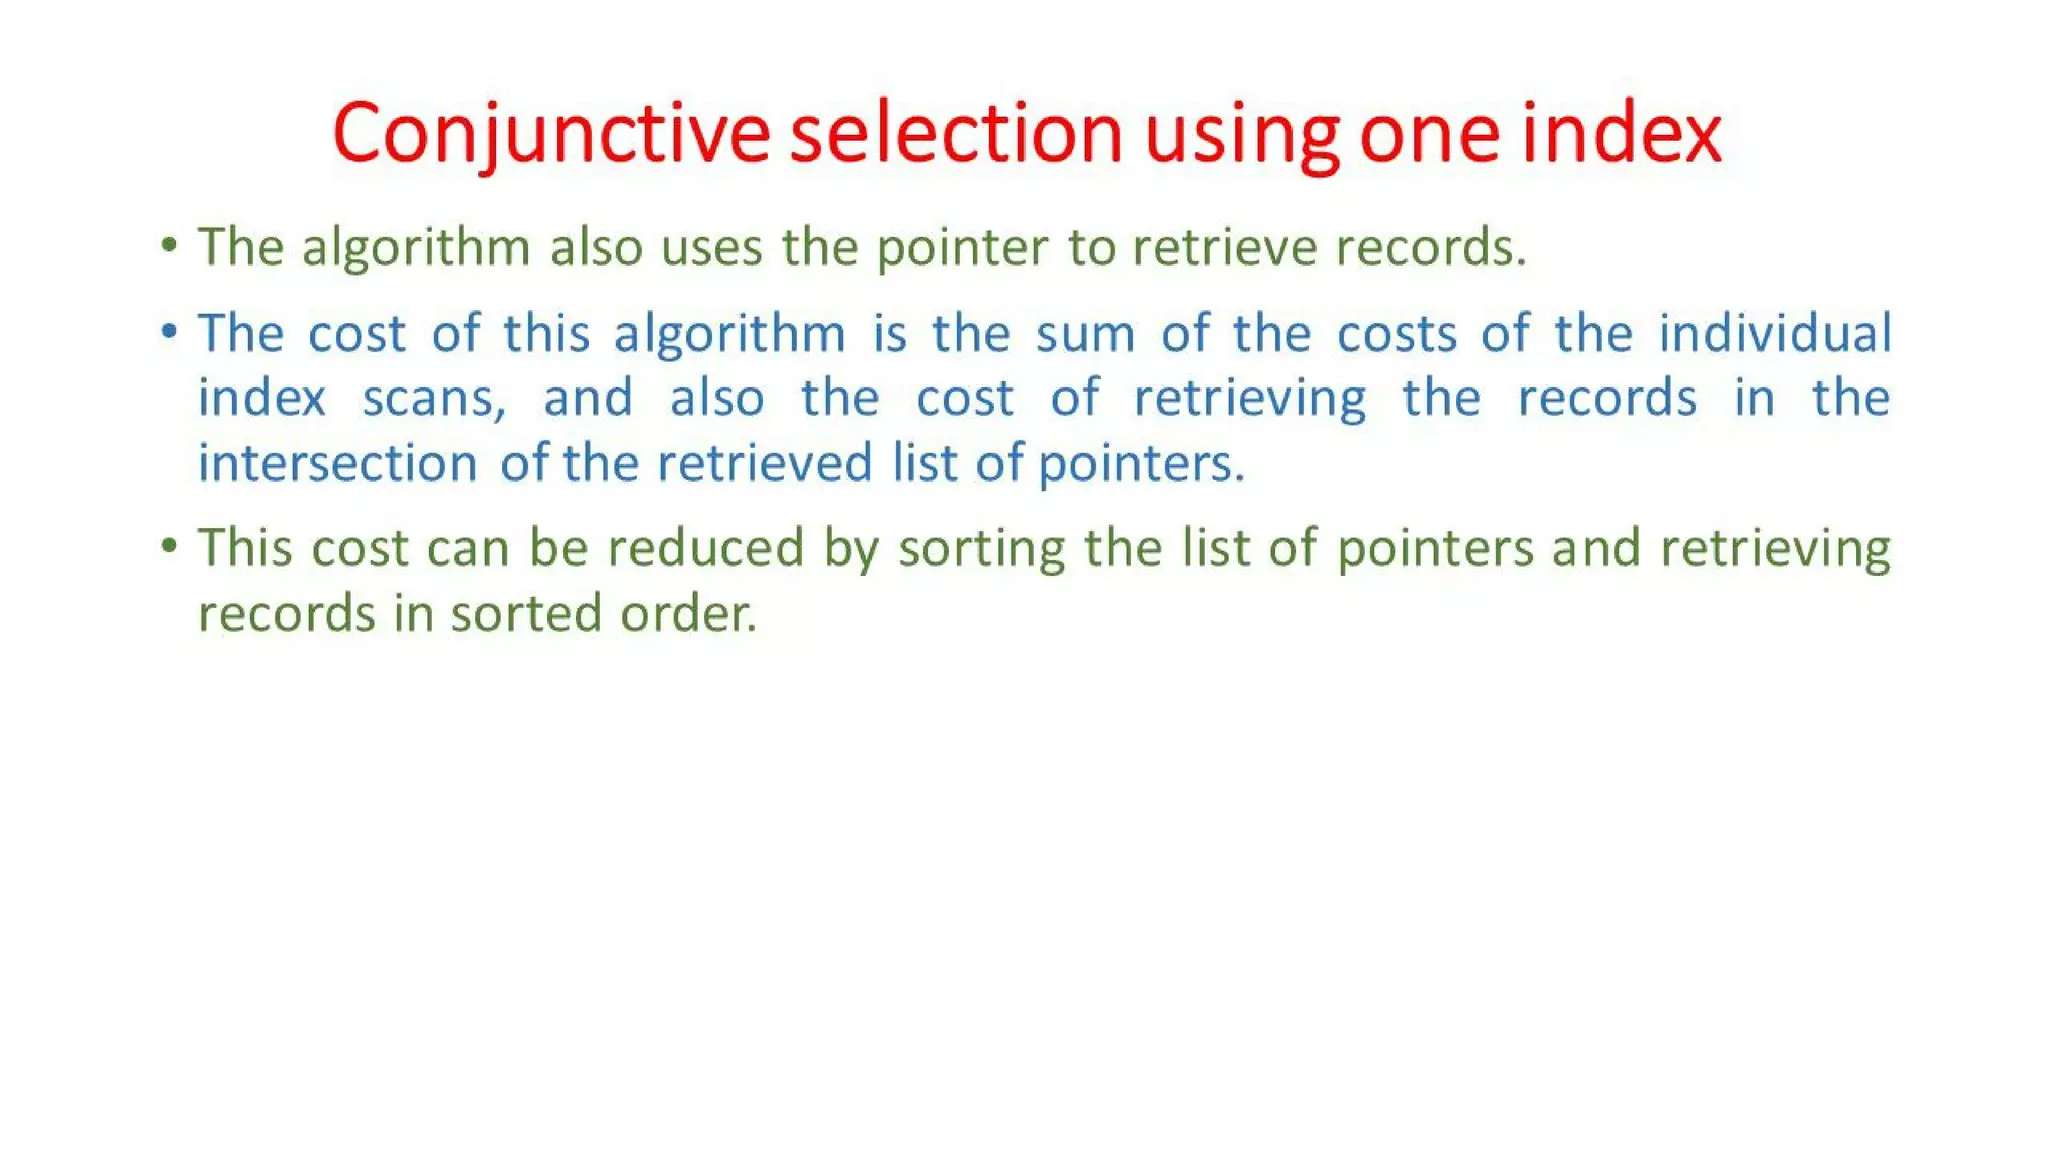 Conjunctive selection using one index
• The algorithm also uses the pointer to retrieve records.
• The cost of this algorithm is the sum of the costs of the individual
index scans, and also the cost of retrieving the records in the
intersection of the retrieved list of pointers.
• This cost can be reduced by sorting the list of pointers and retrieving
records in sorted order.